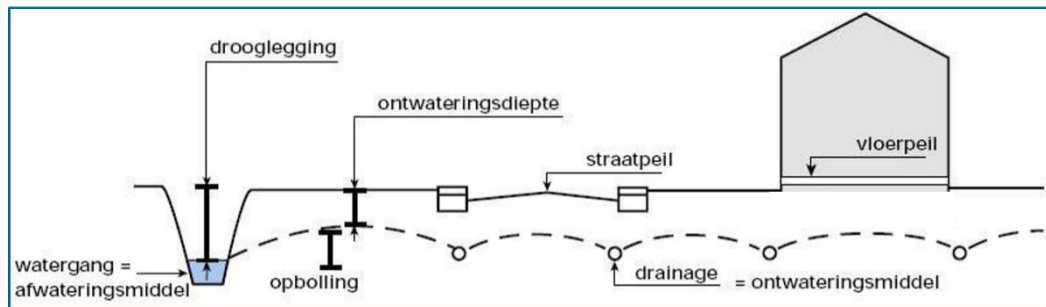 drooglegging
ontwateringsdiepte
straatpeil
vloerpeil
watergang =
afwateringsmiddel
opbolling
drainage = ontwateringsmiddel